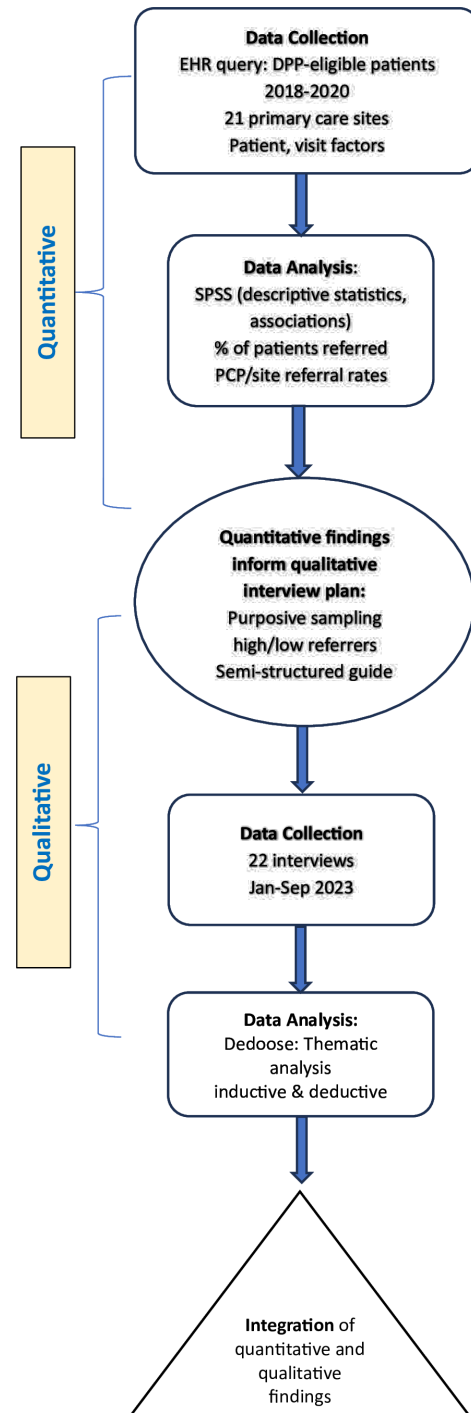 Data Collection
EHR query: DPP-eligible patients
2018-2020
21 primary care sites
Patient, visit factors
Quantitative
Data Analysis:
SPSS (descriptive statistics,
associations)
% of patients referred
PCP/site referral rates
Quantitative findings
inform qualitative
interview plan:
Purposive sampling
high/low referrers
Semi-structured guide
Qualitative
Data Collection
22 interviews
Jan-Sep 2023
Data Analysis:
Dedoose: Thematic
analysis
inductive & deductive
Integration of
quantitative and
qualitative
findings